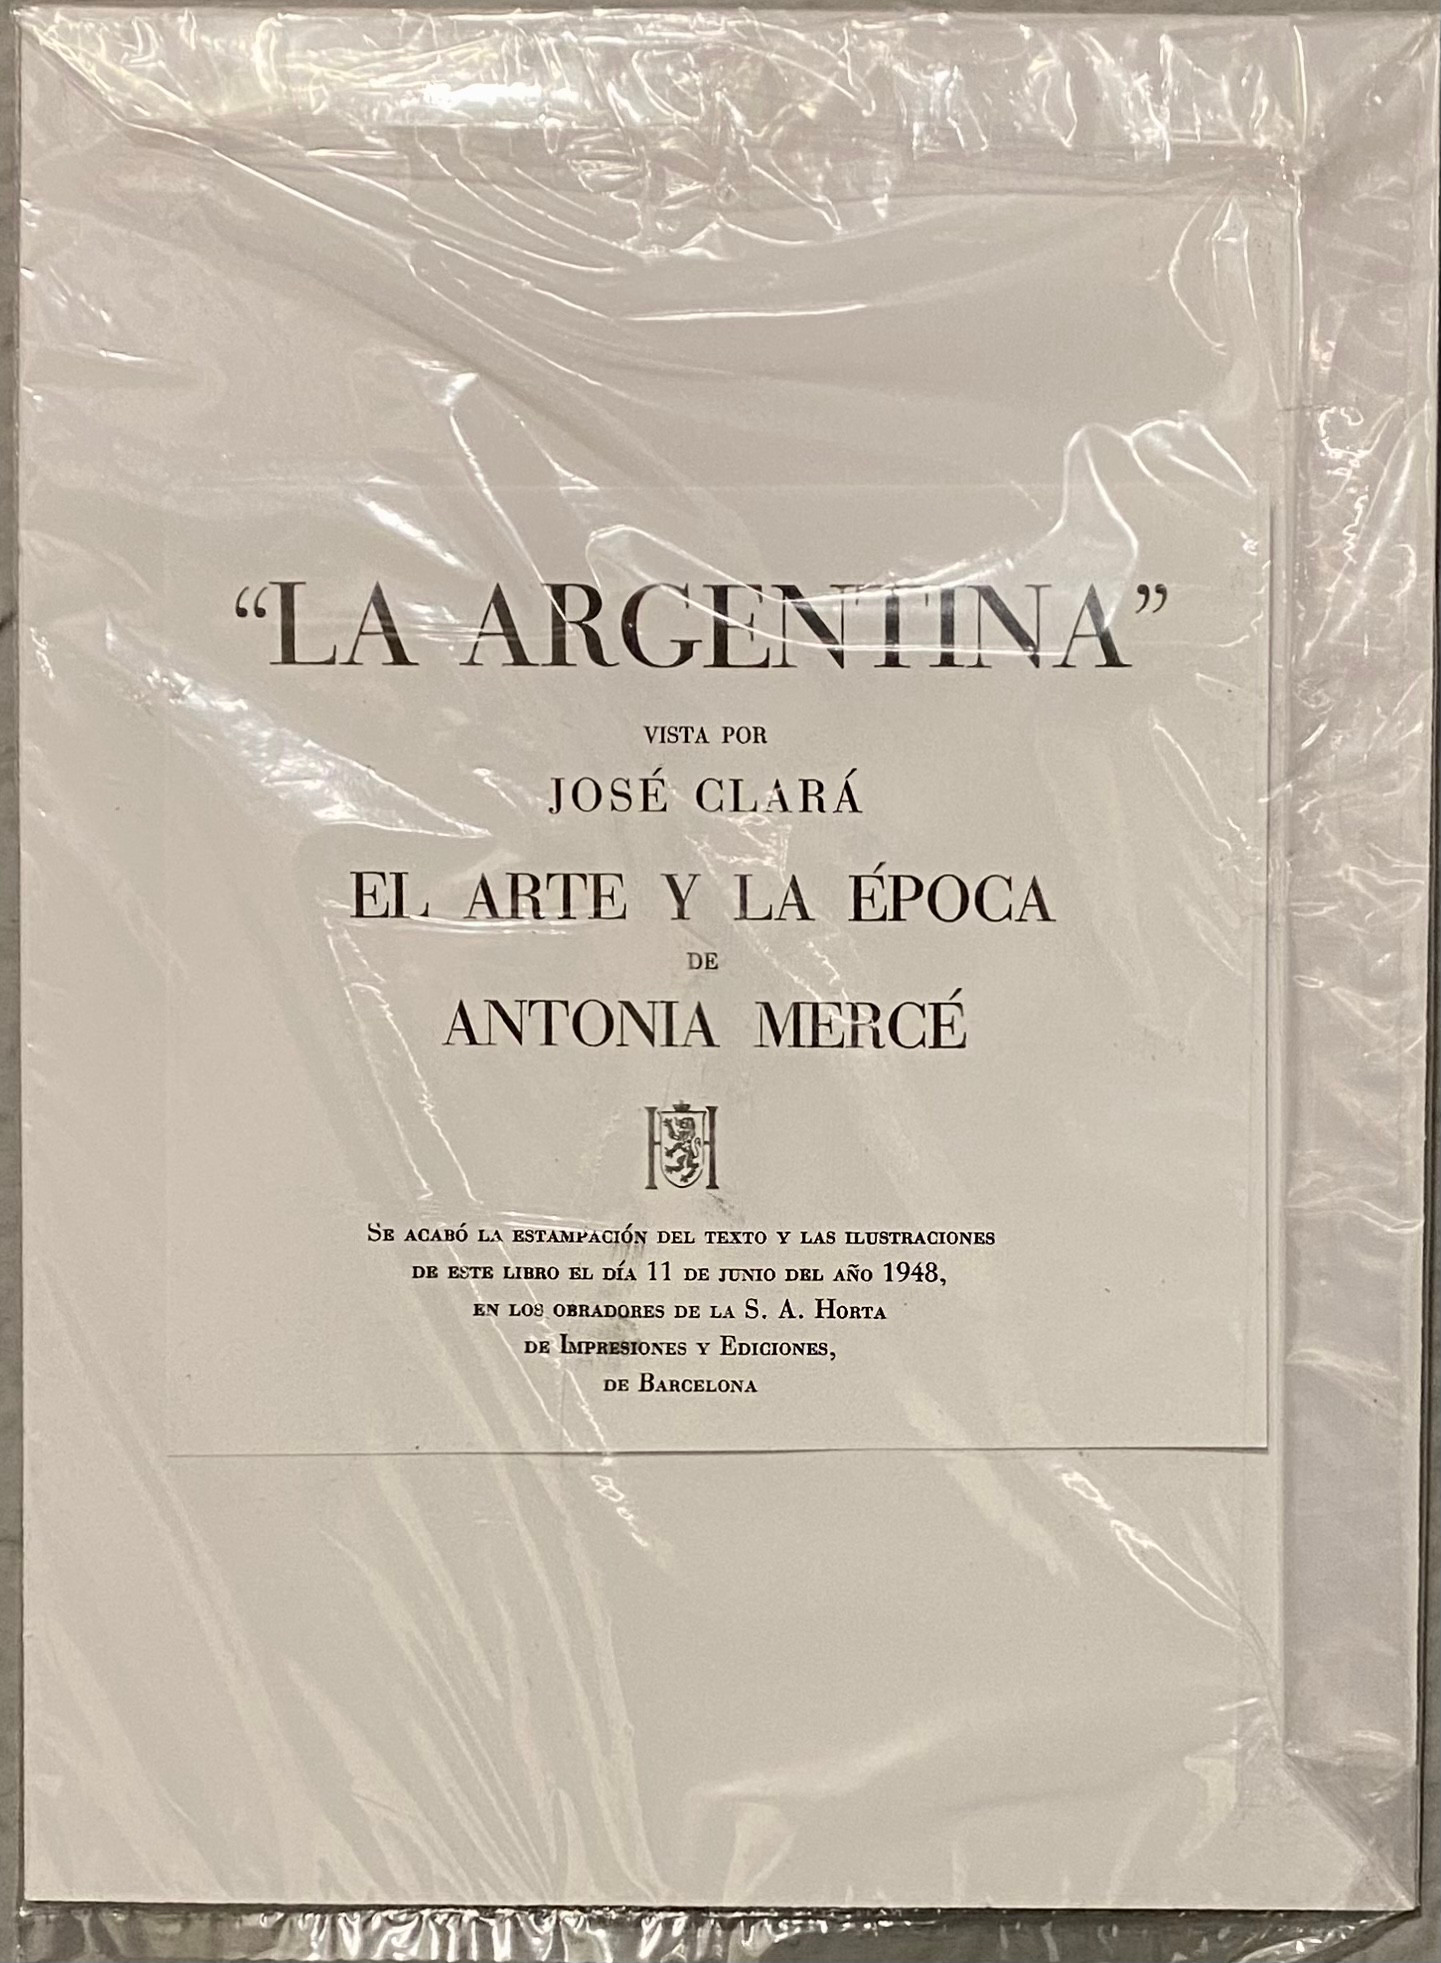 “LA ARGENTINA”
VISTA POR
JOSÉ CLARÁ
EL ARTE Y LA ÉPOCA
DE
ANTONIA MERCÉ
H
SE ACABÓ LA ESTAMPACIÓN DEL TEXTO Y LAS ILUSTRACIONES
DE ESTE LIBRO EL DÍA 11 DE JUNIO DEL AÑO 1948,
EN LOS OBRADORES DE LA S. A. HORTA
DE IMPRESIONES Y EDICIONES,
DE BARCELONA